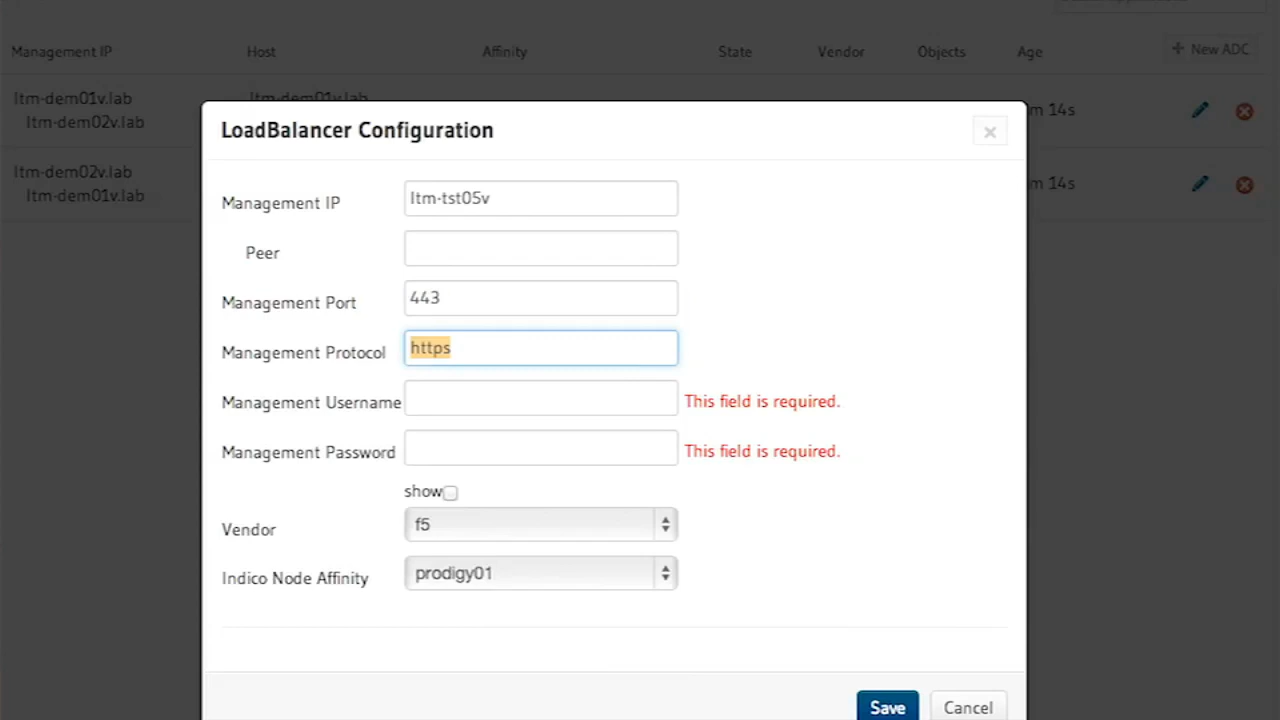 Management IP Host Affinity State Vendor Objects Age + New ADC
ltm-dem01v.lab ltm-dem01v.lab m 14s
ltm-dem02v.lab
ltm-dem02v.lab m 14s
ltm-dem01v.lab
LoadBalancer Configuration
Management IP ltm-tst05v
Peer
Management Port 443
Management Protocol https
Management Username This field is required.
Management Password This field is required.
show
Vendor f5
Indico Node Affinity prodigy01
Save Cancel